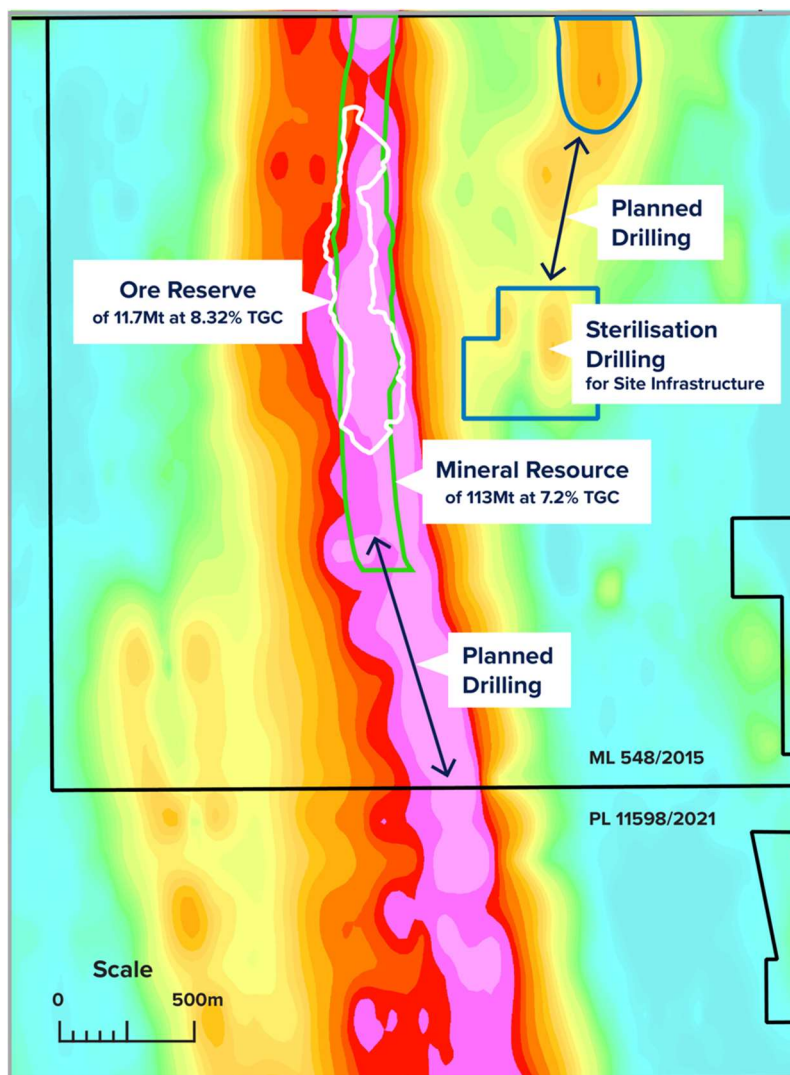 Planned
Drilling
Ore Reserve
of 11.7Mt at 8.32% TGC
Sterilisation
Drilling
for Site Infrastructure
Mineral Resource
of 113Mt at 7.2% TGC
Planned
Drilling
ML 548/2015
PL 11598/2021
Scale
0 500m